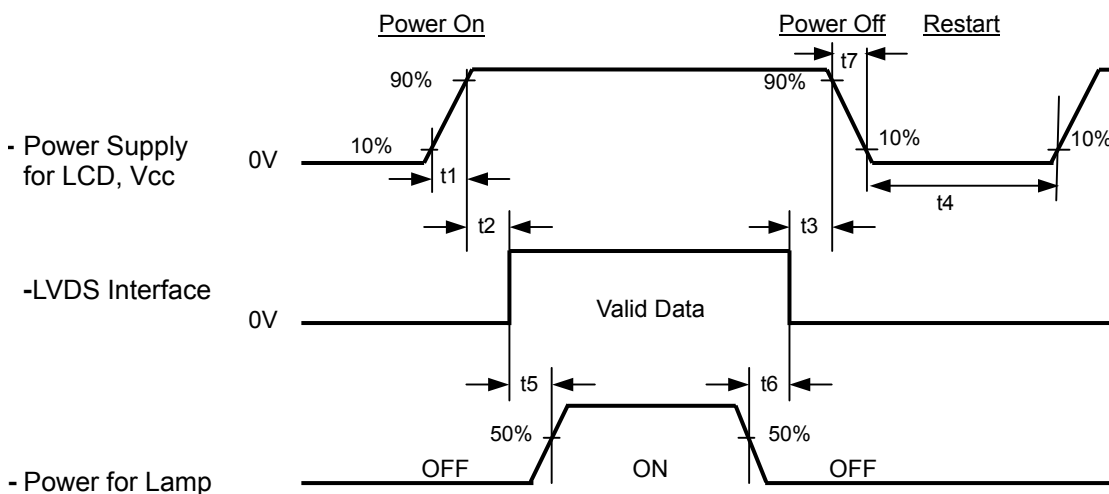 Power On
Power Off
Restart
t7
90%
90%
- Power Supply
for LCD, Vcc
0V
10%
10%
10%
t1
t4
t2
t3
-LVDS Interface
0V
Valid Data
t5
t6
50%
50%
- Power for Lamp
OFF
ON
OFF